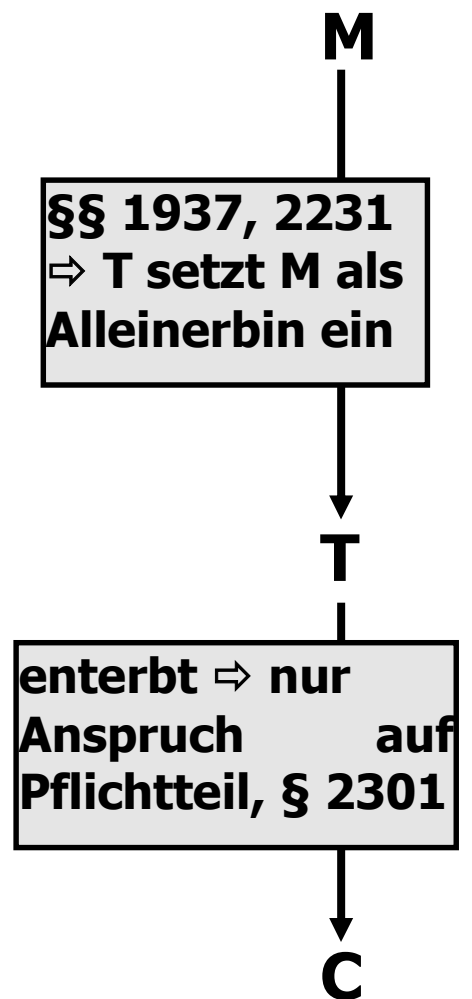 M
§§ 1937, 2231
⇨ T setzt M als
Alleinerbin ein
T
enterbt ⇨ nur
Anspruch auf
Pflichtteil, § 2301
C